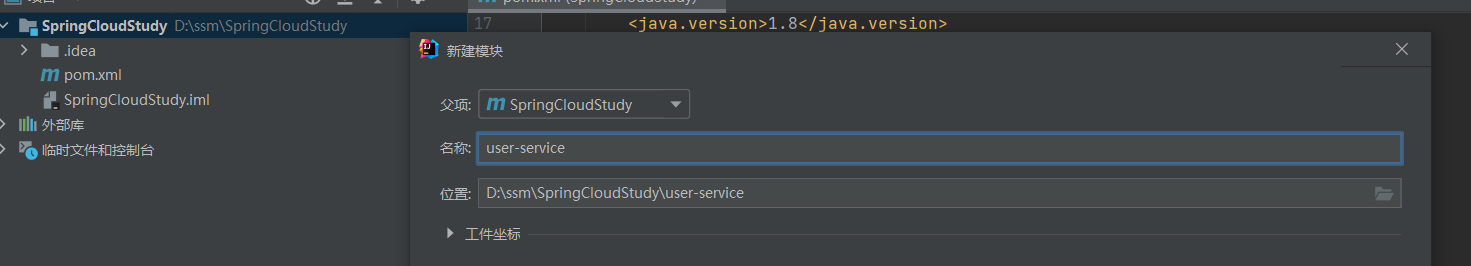 SpringCloudStudy D:\ssm\SpringCloudStudy
.idea
pom.xml
SpringCloudStudy.iml
外部库
临时文件和控制台
17 <java.version>1.8</java.version>
新建模块
父项: SpringCloudStudy
名称: user-service
位置: D:\ssm\SpringCloudStudy\user-service
工件坐标